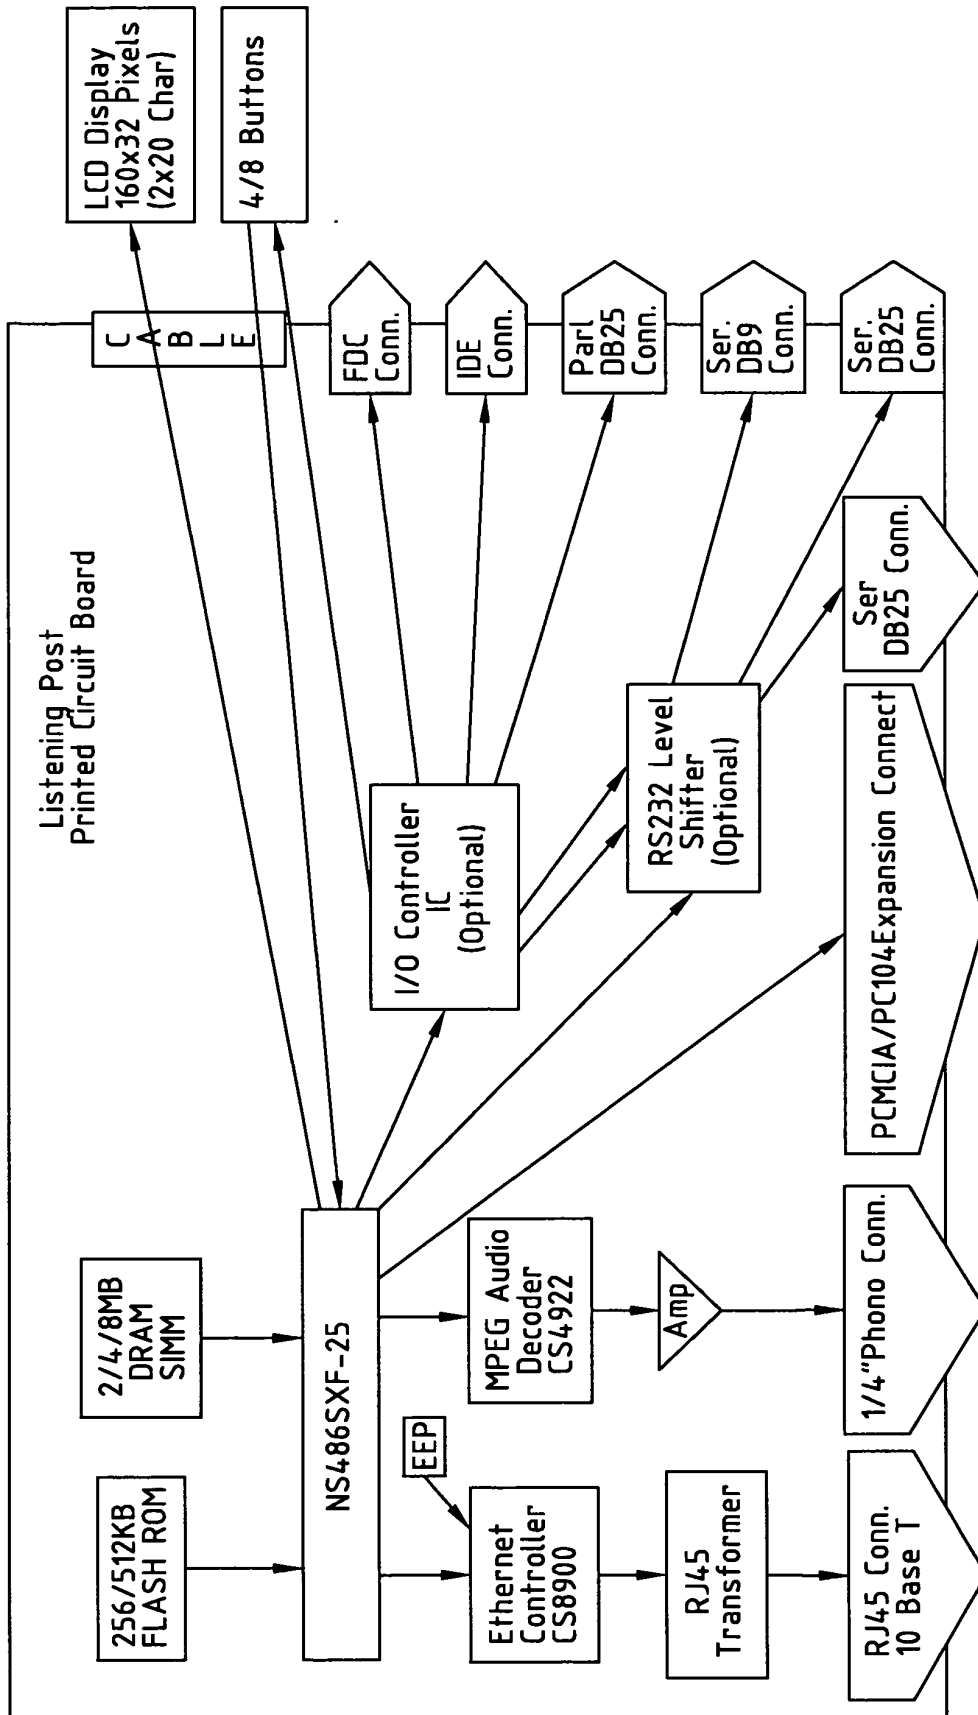 Listening Post
Printed Circuit Board
256/512KB
FLASH ROM
2/4/8MB
DRAM
SIMM
NS486SXF-25
EEP
Ethernet
Controller
CS8900
MPEG Audio
Decoder
CS4922
RJ45
Transformer
Amp
RJ45 Conn.
10 Base T
1/4"Phono Conn.
PCMCIA/PC104Expansion Connect
Ser
DB25 Conn.
I/O Controller
IC
(Optional)
RS232 Level
Shifter
(Optional)
CABLE
LCD Display
160x32 Pixels
(2x20 Char)
4/8 Buttons
FDC
Conn.
IDE
Conn.
Parl
DB25
Conn.
Ser.
DB9
Conn.
Ser.
DB25
Conn.